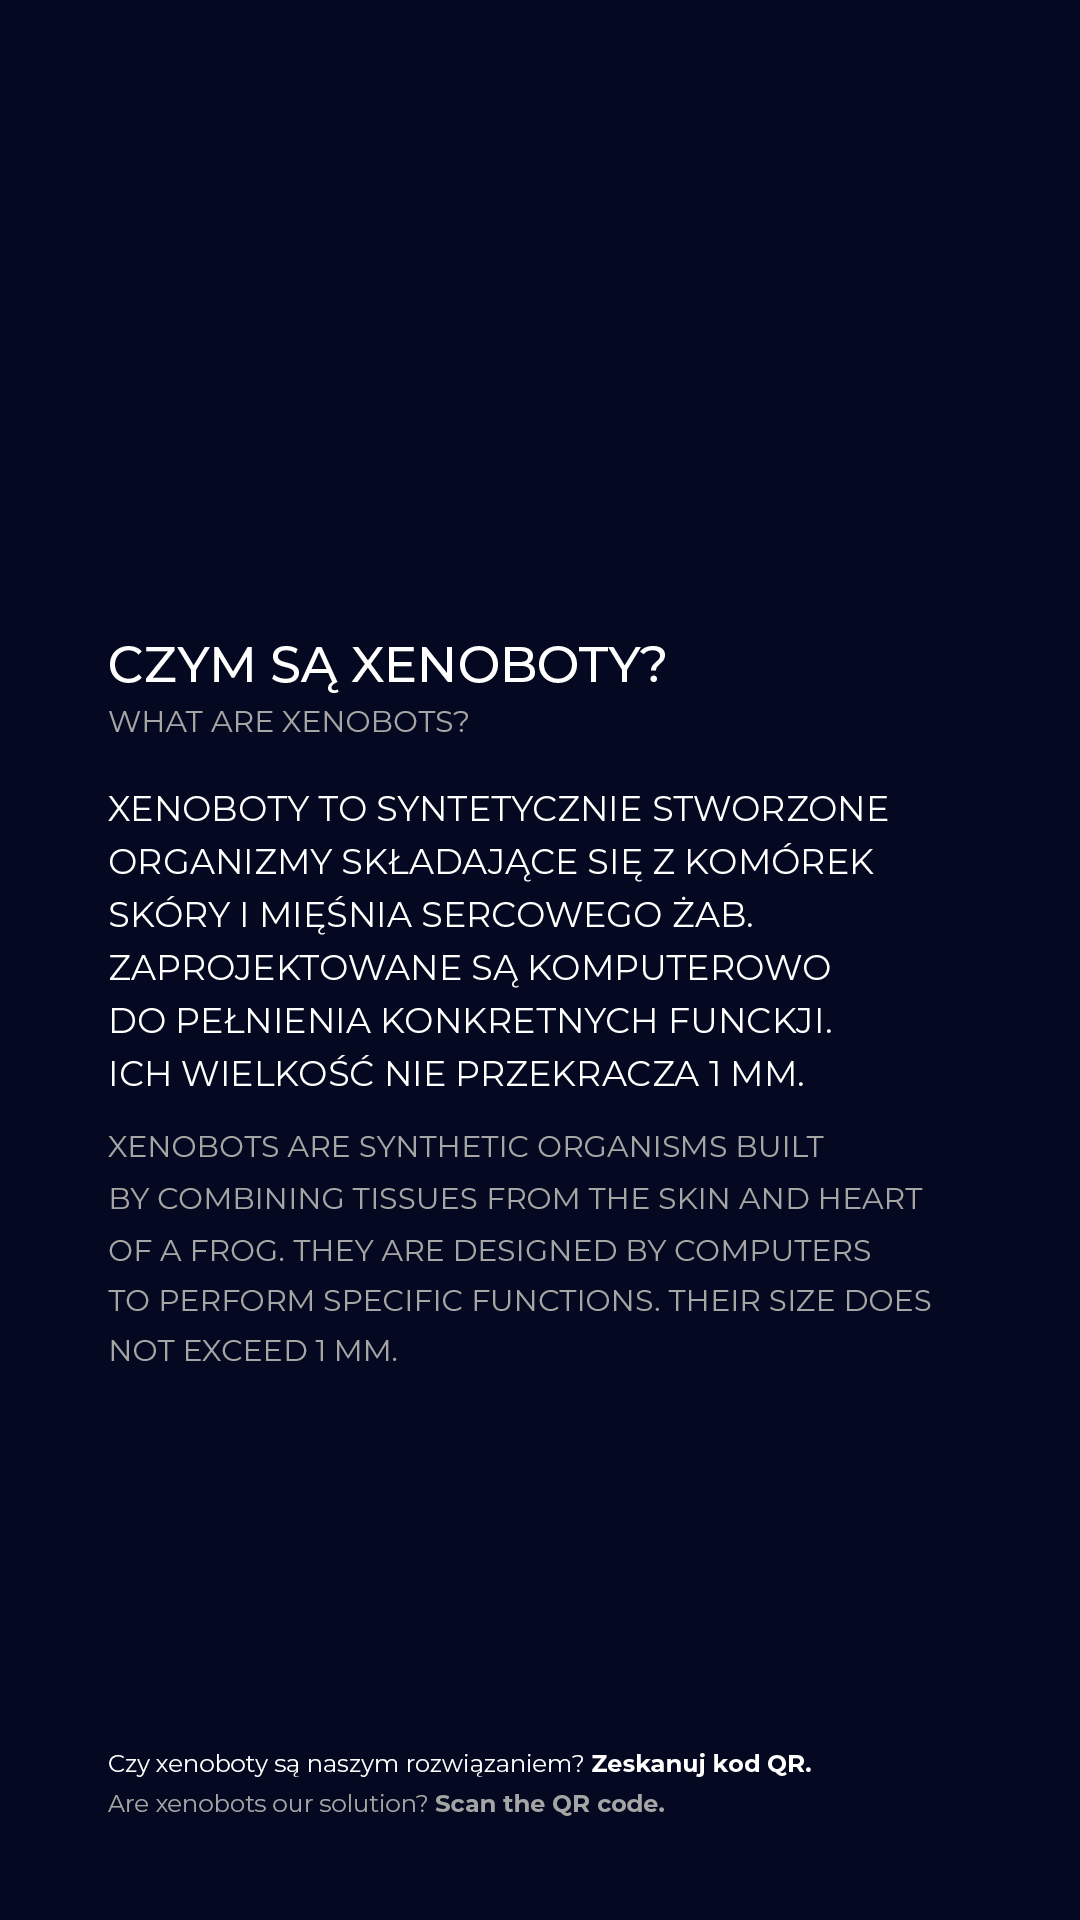 CZYM SĄ XENOBOTY?
WHAT ARE XENOBOTS?
XENOBOTY TO SYNTETYCZNIE STWORZONE
ORGANIZMY SKŁADAJĄCE SIĘ Z KOMÓREK
SKÓRY I MIĘŚNIA SERCOWEGO ŻAB.
ZAPROJEKTOWANE SĄ KOMPUTEROWO
DO PEŁNIENIA KONKRETNYCH FUNCKJI.
ICH WIELKOŚĆ NIE PRZEKRACZA 1 MM.
XENOBOTS ARE SYNTHETIC ORGANISMS BUILT
BY COMBINING TISSUES FROM THE SKIN AND HEART
OF A FROG. THEY ARE DESIGNED BY COMPUTERS
TO PERFORM SPECIFIC FUNCTIONS. THEIR SIZE DOES
NOT EXCEED 1 MM.
Czy xenoboty są naszym rozwiązaniem? Zeskanuj kod QR.
Are xenobots our solution? Scan the QR code.